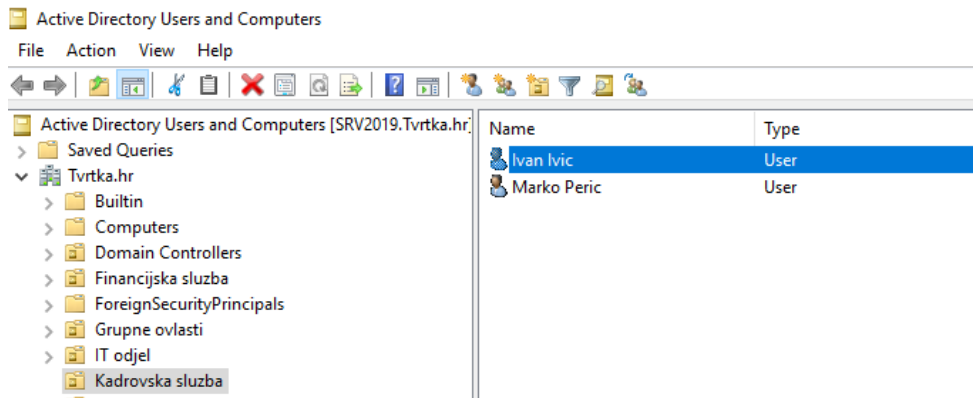 Active Directory Users and Computers
File Action View Help
Active Directory Users and Computers [SRV2019.Tvrtka.hr]
Saved Queries
Tvrtka.hr
Builtin
Computers
Domain Controllers
Financijska sluzba
ForeignSecurityPrincipals
Grupne ovlasti
IT odjel
Kadrovska sluzba
Name Type
Ivan Ivic User
Marko Peric User